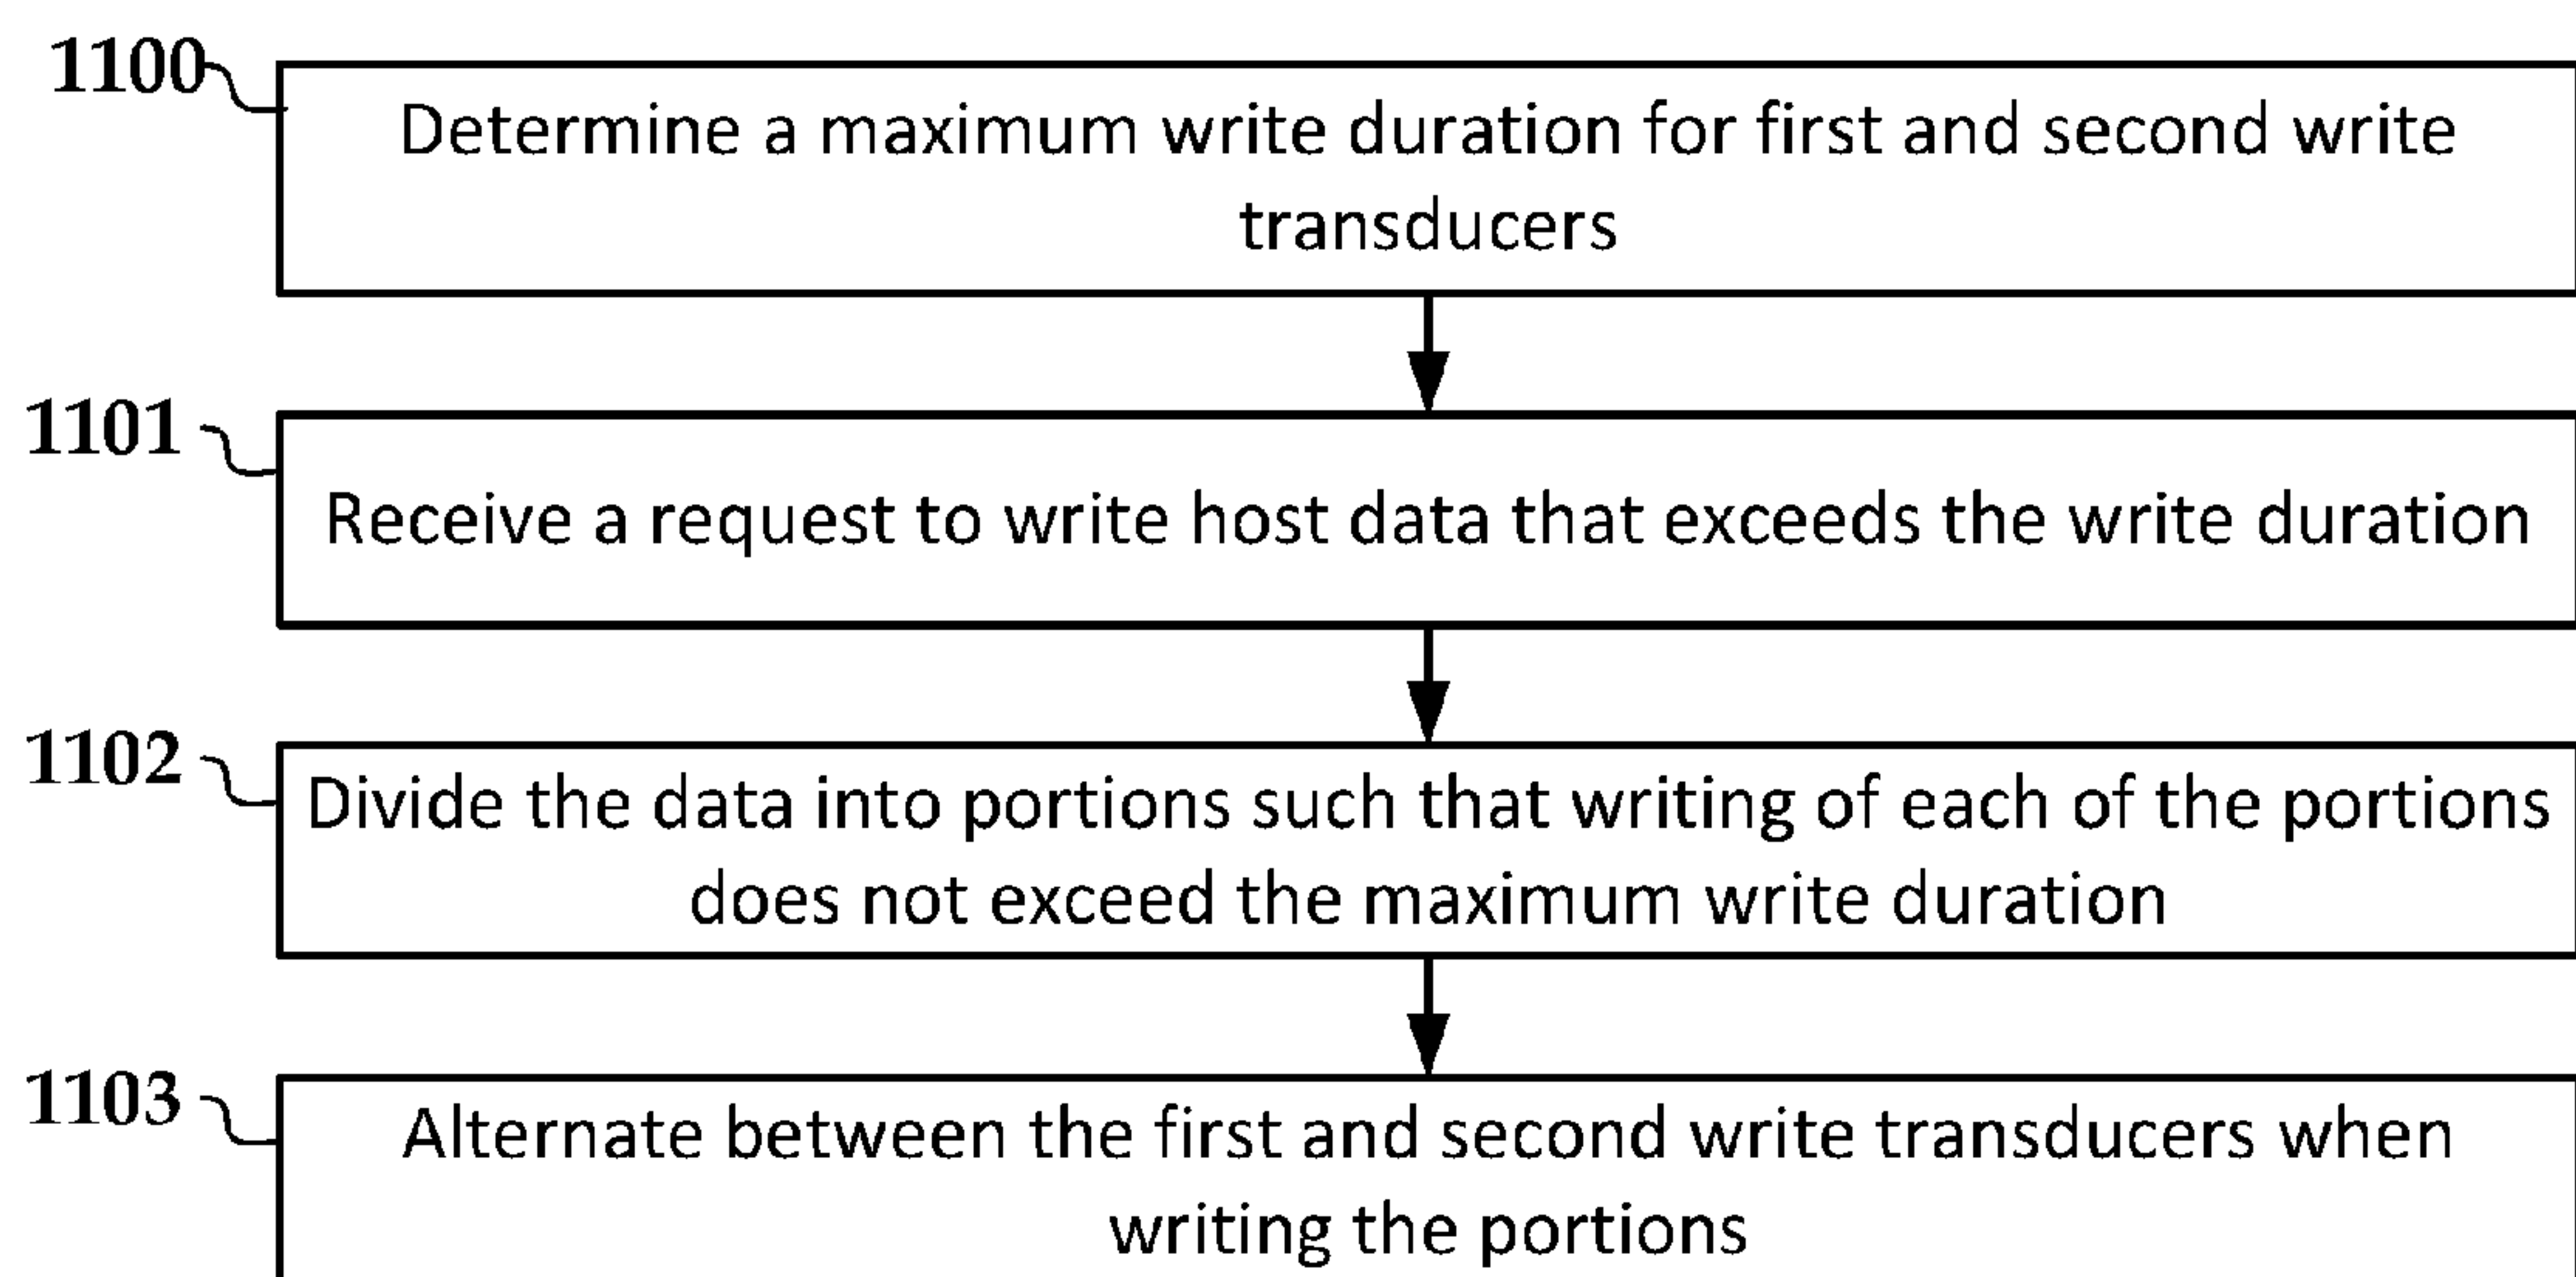 1100
Determine a maximum write duration for first and second write
transducers
1101
Receive a request to write host data that exceeds the write duration
1102
Divide the data into portions such that writing of each of the portions
does not exceed the maximum write duration
1103
Alternate between the first and second write transducers when
writing the portions